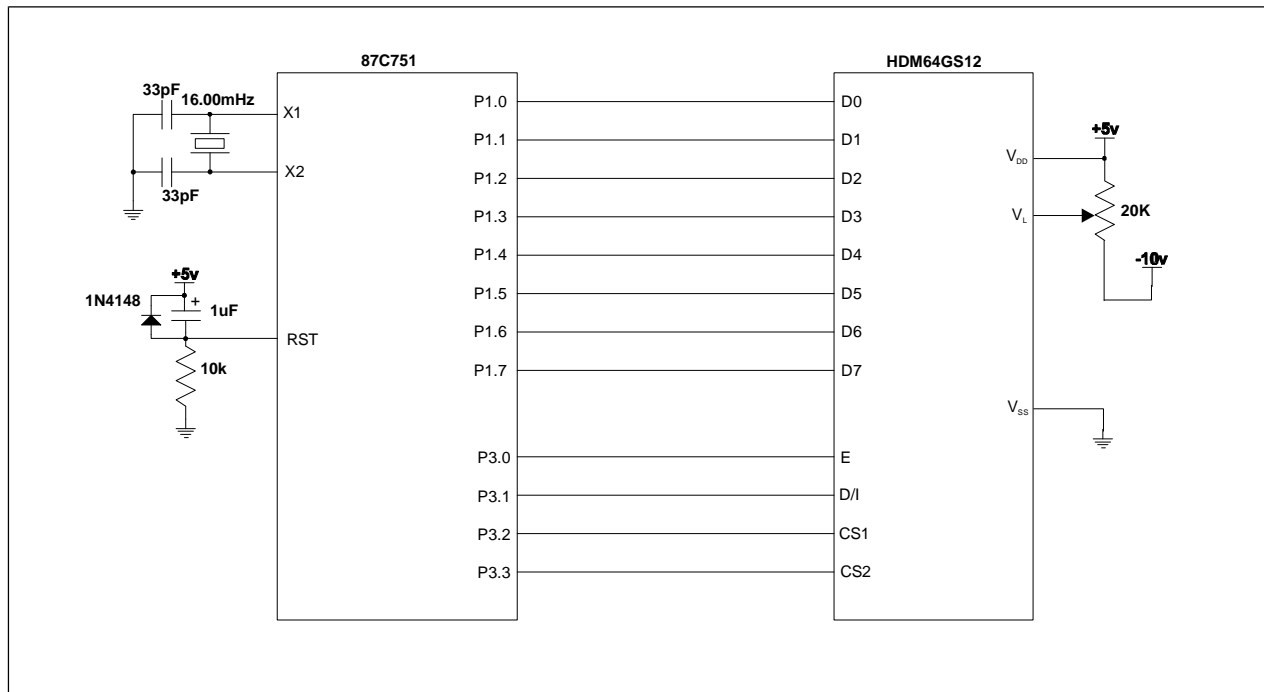 87C751
HDM64GS12
33pF
16.00mHz
X1
X2
33pF
+5v
1N4148
+
1uF
RST
10k
P1.0
P1.1
P1.2
P1.3
P1.4
P1.5
P1.6
P1.7
P3.0
P3.1
P3.2
P3.3
D0
D1
D2
D3
D4
D5
D6
D7
E
D/I
CS1
CS2
VDD
VL
VSS
+5v
20K
-10v